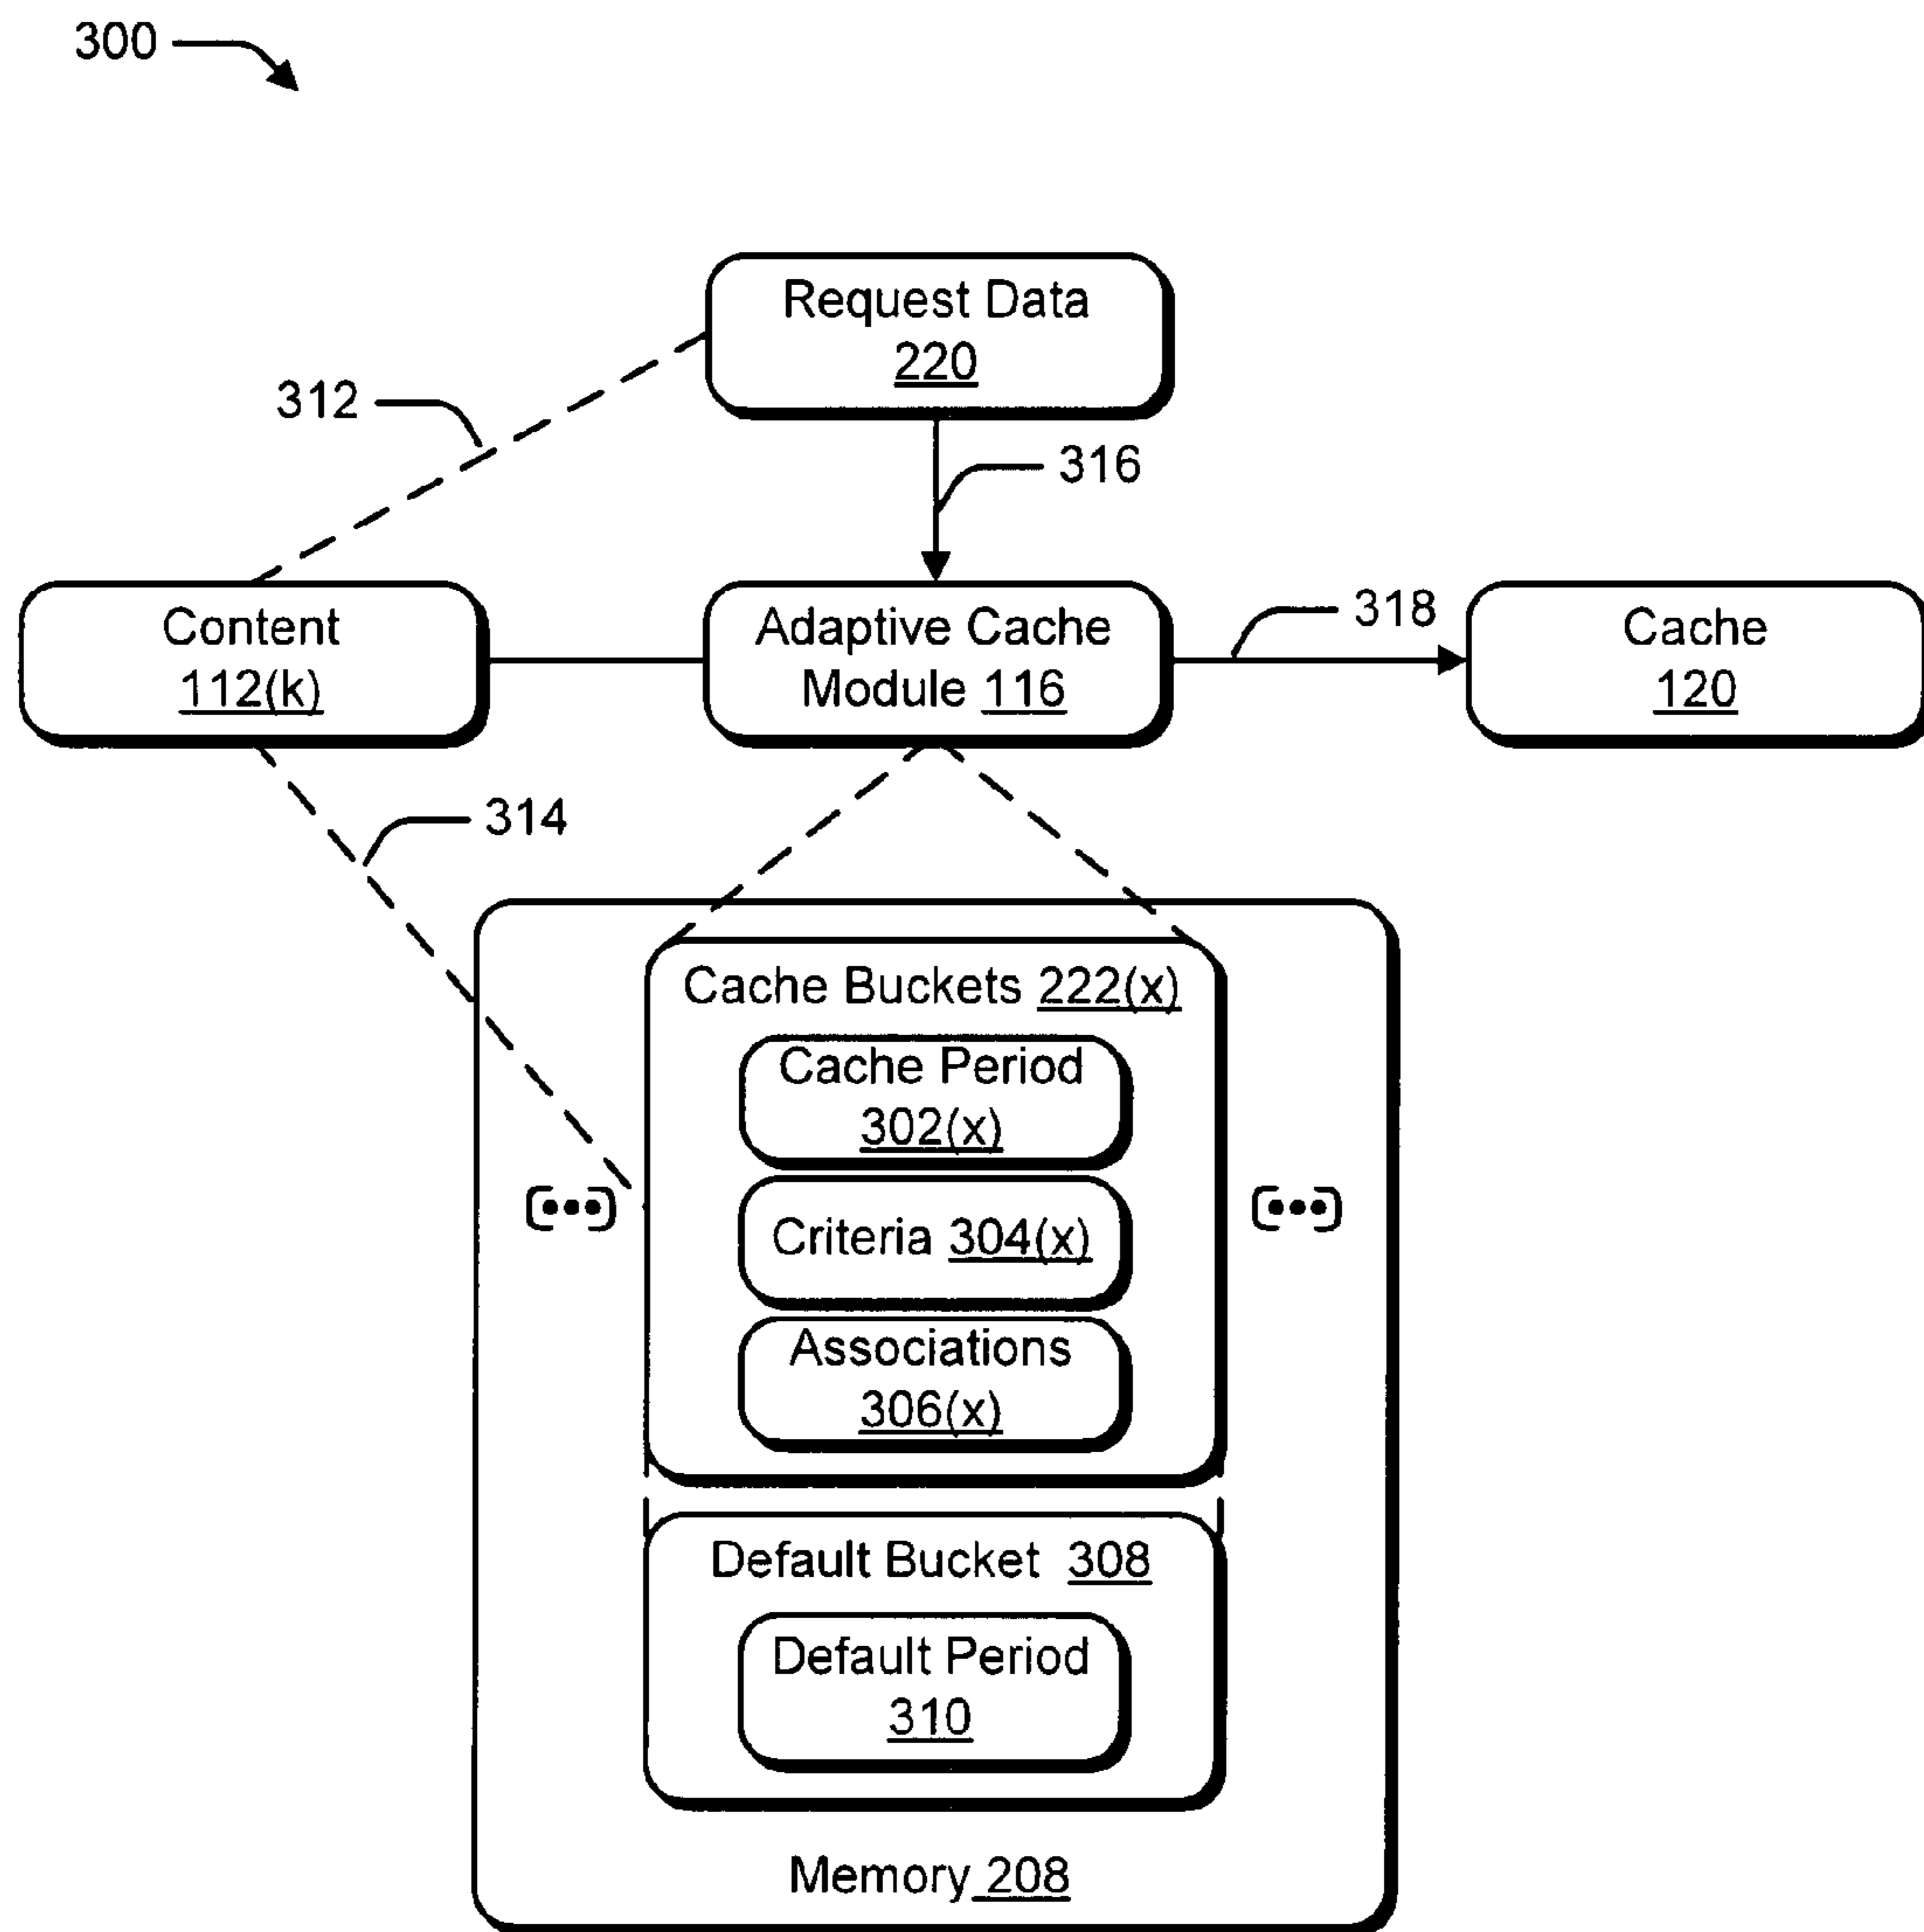 300
Request Data
220
312
316
Content
112(k)
Adaptive Cache
Module 116
318
Cache
120
314
Cache Buckets 222(x)
Cache Period
302(x)
Criteria 304(x)
Associations
306(x)
Default Bucket 308
Default Period
310
Memory 208